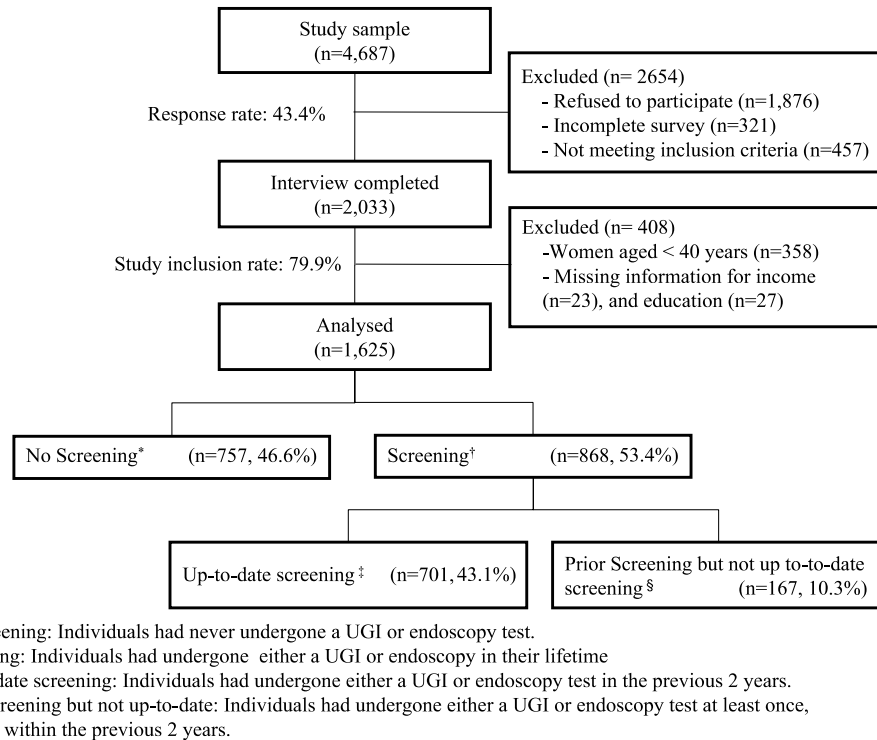 Study sample
(n=4,687)
Excluded (n= 2654)
- Refused to participate (n=1,876)
- Incomplete survey (n=321)
- Not meeting inclusion criteria (n=457)
Response rate: 43.4%
Interview completed
(n=2,033)
Excluded (n= 408)
-Women aged < 40 years (n=358)
- Missing information for income
(n=23), and education (n=27)
Study inclusion rate: 79.9%
Analysed
(n=1,625)
No Screening* (n=757, 46.6%)
Screening† (n=868, 53.4%)
Up-to-date screening‡ (n=701, 43.1%)
Prior Screening but not up to-to-date
screening§ (n=167, 10.3%)
eening: Individuals had never undergone a UGI or endoscopy test.
ng: Individuals had undergone either a UGI or endoscopy in their lifetime
date screening: Individuals had undergone either a UGI or endoscopy test in the previous 2 years.
reening but not up-to-date: Individuals had undergone either a UGI or endoscopy test at least once,
within the previous 2 years.